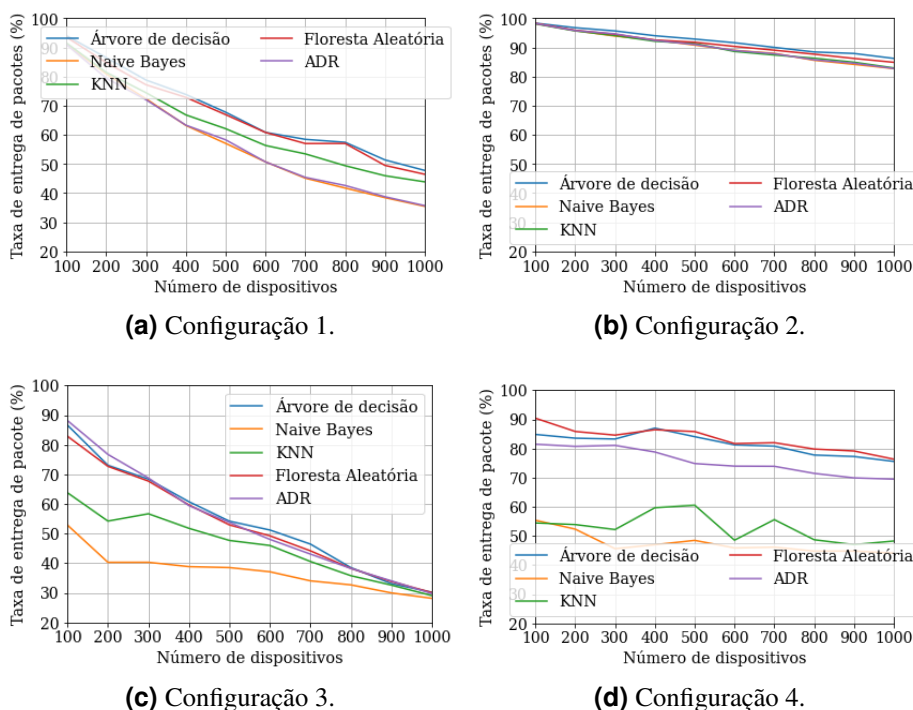 Taxa de entrega de pacotes (%)
100
90
80
70
60
50
40
30
20
Árvore de decisão
Naive Bayes
KNN
Floresta Aleatória
ADR
100 200 300 400 500 600 700 800 900 1000
Número de dispositivos
(a) Configuração 1.
Taxa de entrega de pacotes (%)
100
90
80
70
60
50
40
30
20
Árvore de decisão
Naive Bayes
KNN
Floresta Aleatória
ADR
100 200 300 400 500 600 700 800 900 1000
Número de dispositivos
(b) Configuração 2.
Taxa de entrega de pacote (%)
100
90
80
70
60
50
40
30
20
Árvore de decisão
Naive Bayes
KNN
Floresta Aleatória
ADR
100 200 300 400 500 600 700 800 900 1000
Número de dispositivos
(c) Configuração 3.
Taxa de entrega de pacote (%)
100
90
80
70
60
50
40
30
20
Árvore de decisão
Naive Bayes
KNN
Floresta Aleatória
ADR
100 200 300 400 500 600 700 800 900 1000
Número de dispositivos
(d) Configuração 4.